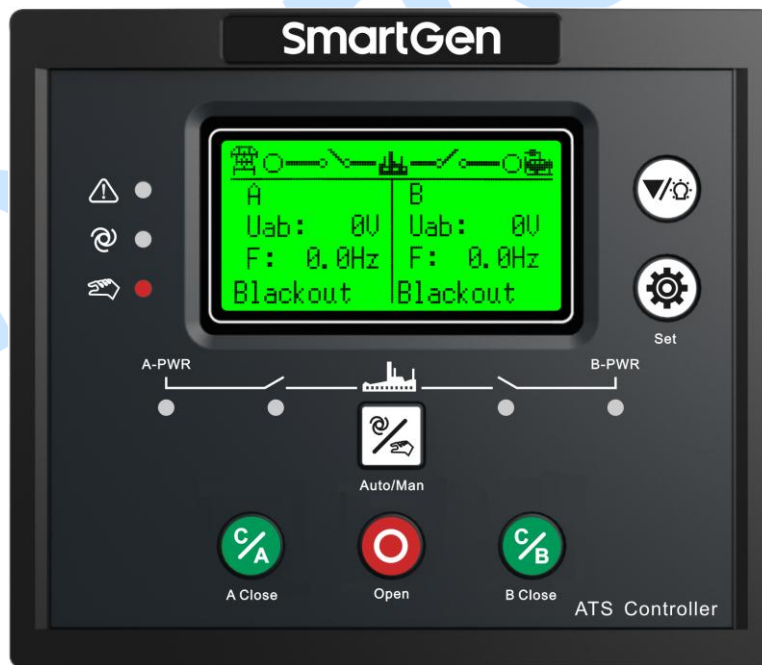 SmartGen
A B
Uab: 0V Uab: 0V
F: 0.0Hz F: 0.0Hz
Blackout Blackout
Set
A-PWR B-PWR
Auto/Man
C/A C/B
A Close Open B Close
ATS Controller